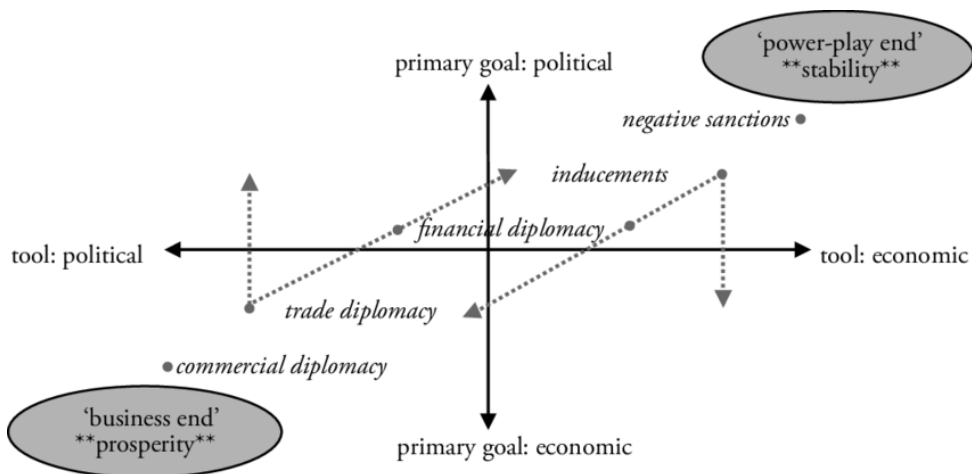 ‘power-play end’
**stability**
primary goal: political
negative sanctions
inducements
financial diplomacy
tool: political
tool: economic
trade diplomacy
commercial diplomacy
‘business end’
**prosperity**
primary goal: economic